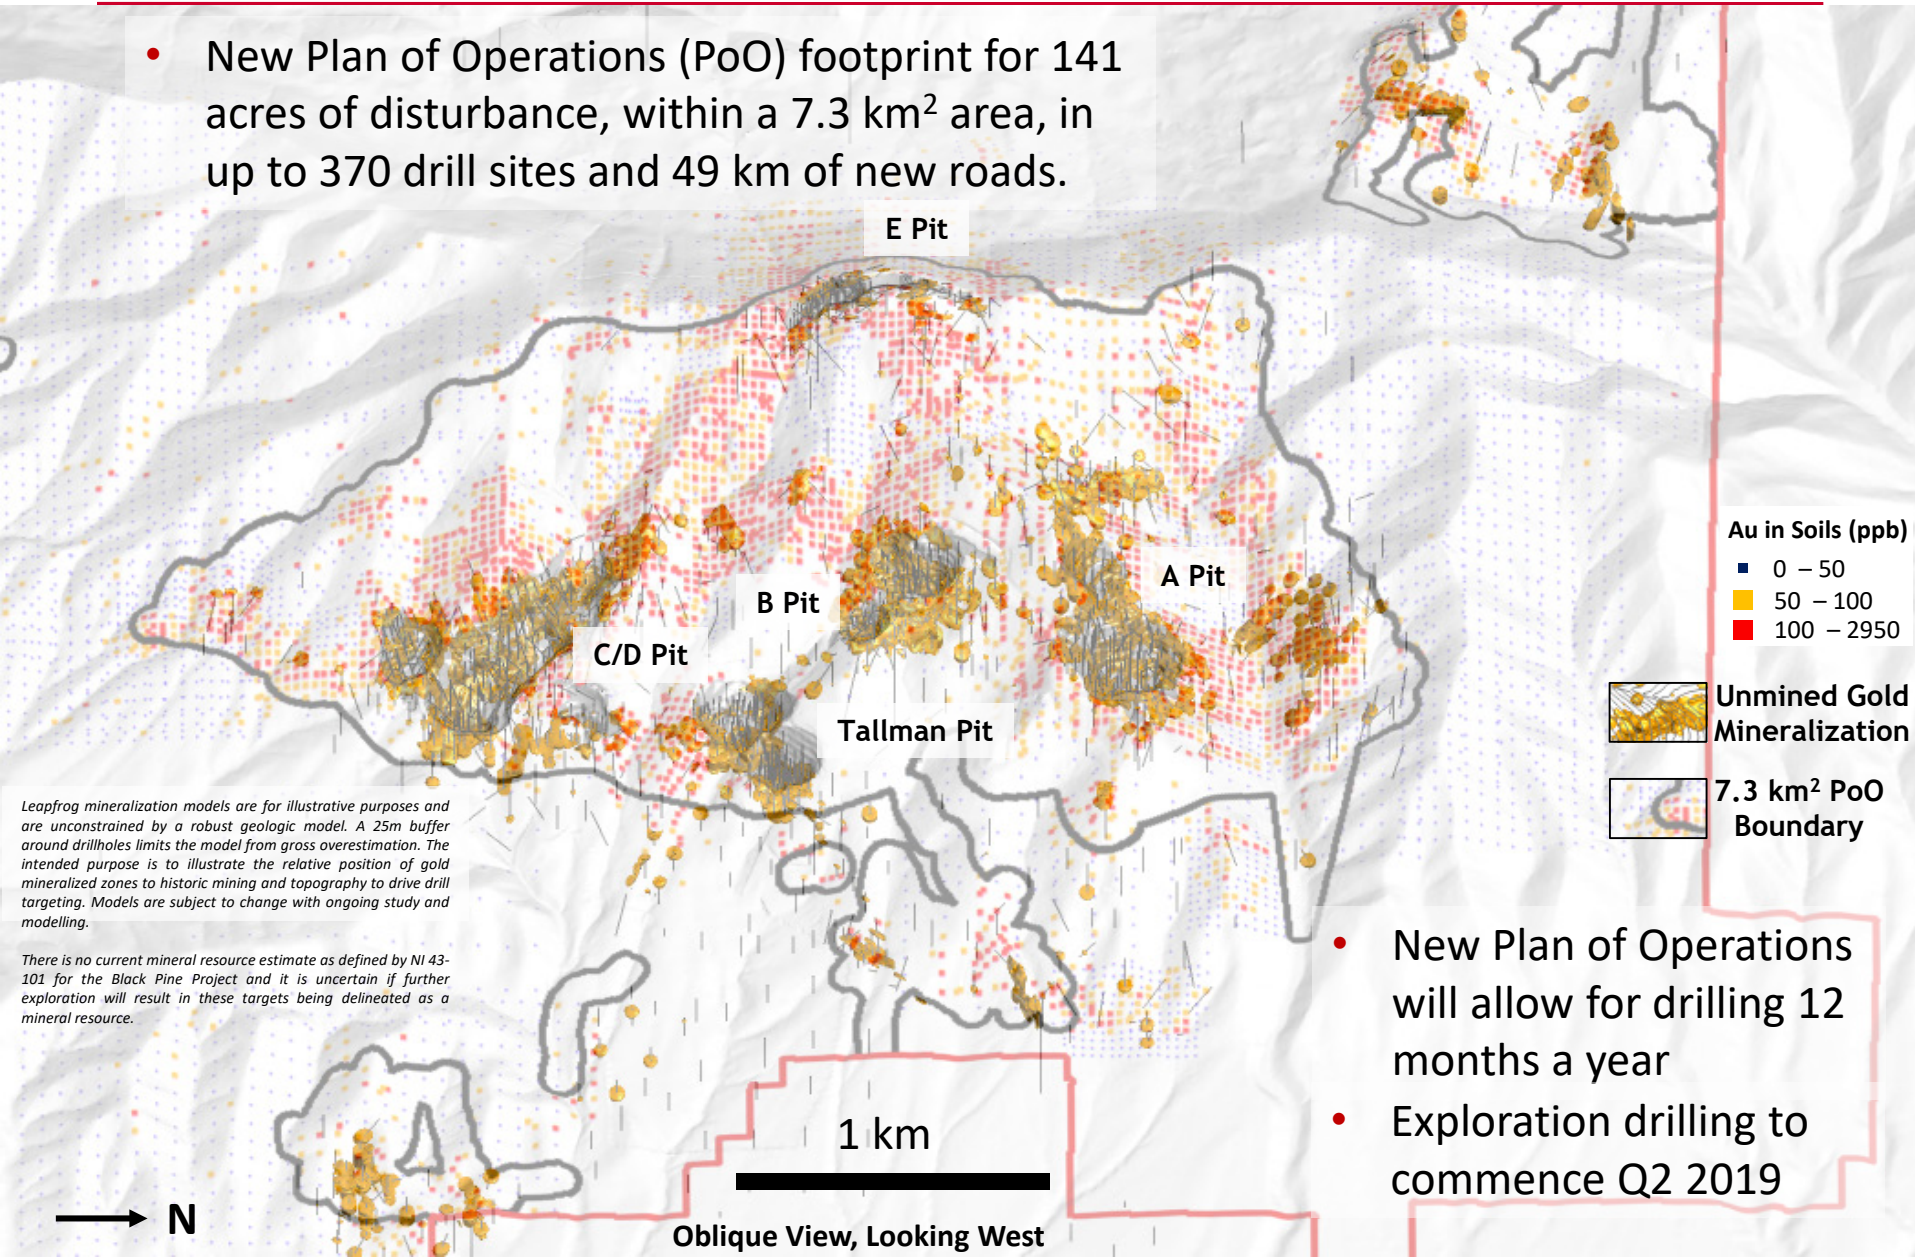 • New Plan of Operations (PoO) footprint for 141
acres of disturbance, within a 7.3 km² area, in
up to 370 drill sites and 49 km of new roads.
E Pit
A Pit
B Pit
C/D Pit
Tallman Pit
Au in Soils (ppb)
0 – 50
50 – 100
100 – 2950
Unmined Gold
Mineralization
7.3 km² PoO
Boundary
Leapfrog mineralization models are for illustrative purposes and
are unconstrained by a robust geologic model. A 25m buffer
around drillholes limits the model from gross overestimation. The
intended purpose is to illustrate the relative position of gold
mineralized zones to historic mining and topography to drive drill
targeting. Models are subject to change with ongoing study and
modelling.
There is no current mineral resource estimate as defined by NI 43-
101 for the Black Pine Project and it is uncertain if further
exploration will result in these targets being delineated as a
mineral resource.
• New Plan of Operations
will allow for drilling 12
months a year
• Exploration drilling to
commence Q2 2019
1 km
N
Oblique View, Looking West